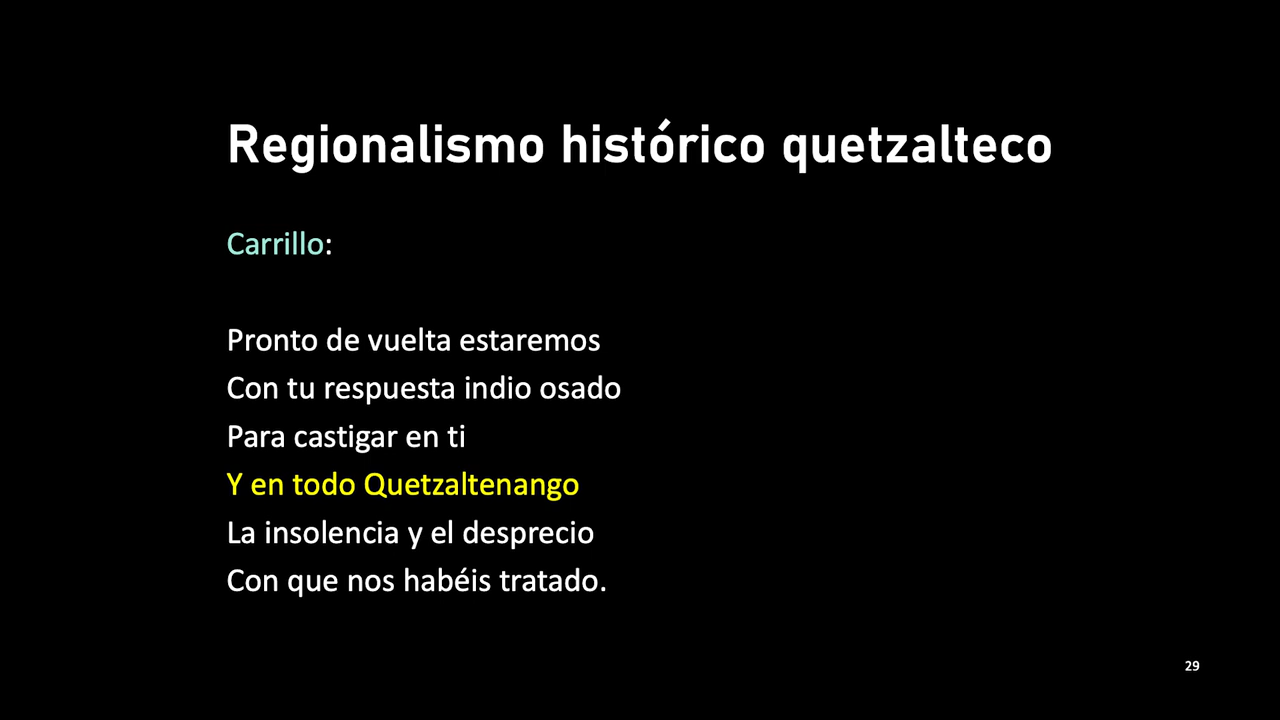 Regionalismo histórico quetzalteco
Carrillo:
Pronto de vuelta estaremos
Con tu respuesta indio osado
Para castigar en ti
Y en todo Quetzaltenango
La insolencia y el desprecio
Con que nos habéis tratado.
29